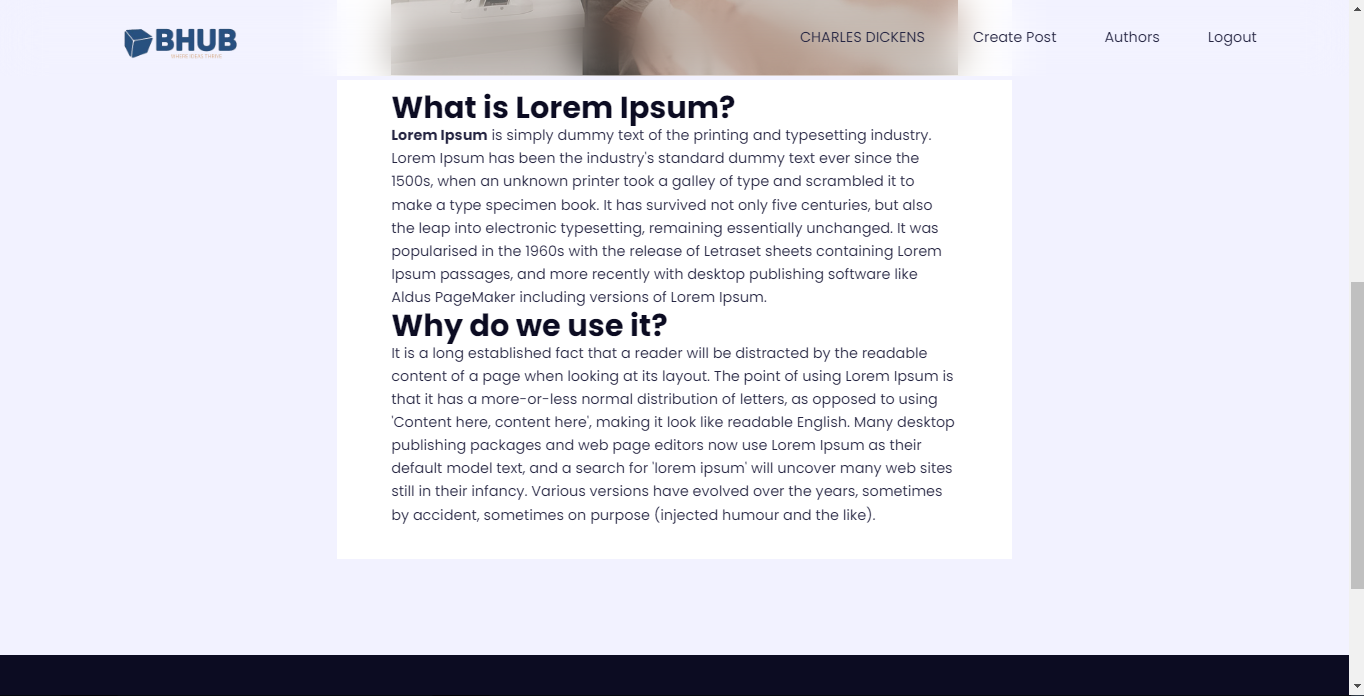 BHUB
CHARLES DICKENS Create Post Authors Logout
What is Lorem Ipsum?
Lorem Ipsum is simply dummy text of the printing and typesetting industry.
Lorem Ipsum has been the industry's standard dummy text ever since the
1500s, when an unknown printer took a galley of type and scrambled it to
make a type specimen book. It has survived not only five centuries, but also
the leap into electronic typesetting, remaining essentially unchanged. It was
popularised in the 1960s with the release of Letraset sheets containing Lorem
Ipsum passages, and more recently with desktop publishing software like
Aldus PageMaker including versions of Lorem Ipsum.
Why do we use it?
It is a long established fact that a reader will be distracted by the readable
content of a page when looking at its layout. The point of using Lorem Ipsum is
that it has a more-or-less normal distribution of letters, as opposed to using
'Content here, content here', making it look like readable English. Many desktop
publishing packages and web page editors now use Lorem Ipsum as their
default model text, and a search for 'lorem ipsum' will uncover many web sites
still in their infancy. Various versions have evolved over the years, sometimes
by accident, sometimes on purpose (injected humour and the like).